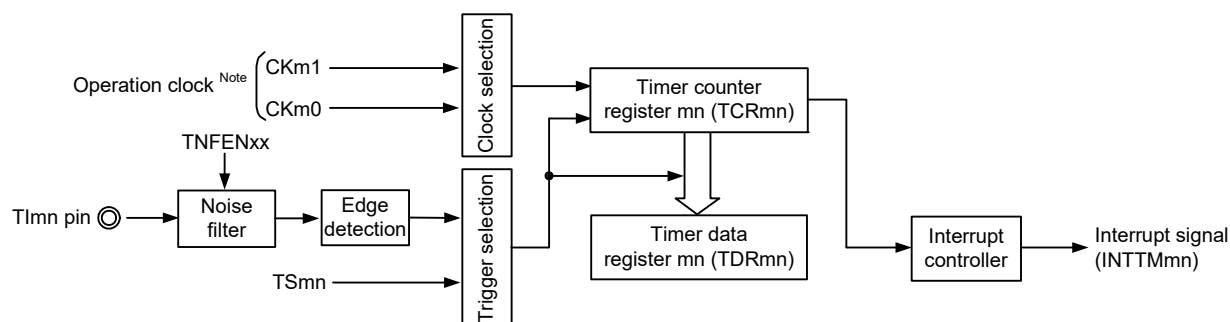 Operation clock Note
CKm1
CKm0
Clock selection
Timer counter
register mn (TCRmn)
TNFENxx
TImn pin
Noise
filter
Edge
detection
TSmn
Trigger selection
Timer data
register mn (TDRmn)
Interrupt
controller
Interrupt signal
(INTTMmn)